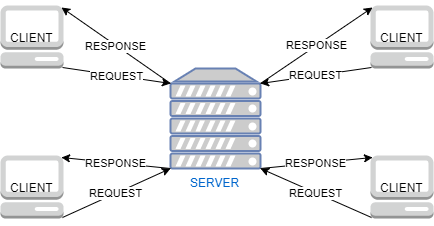 CLIENT
CLIENT
RESPONSE
RESPONSE
REQUEST
REQUEST
RESPONSE
RESPONSE
SERVER
CLIENT
CLIENT
REQUEST
REQUEST